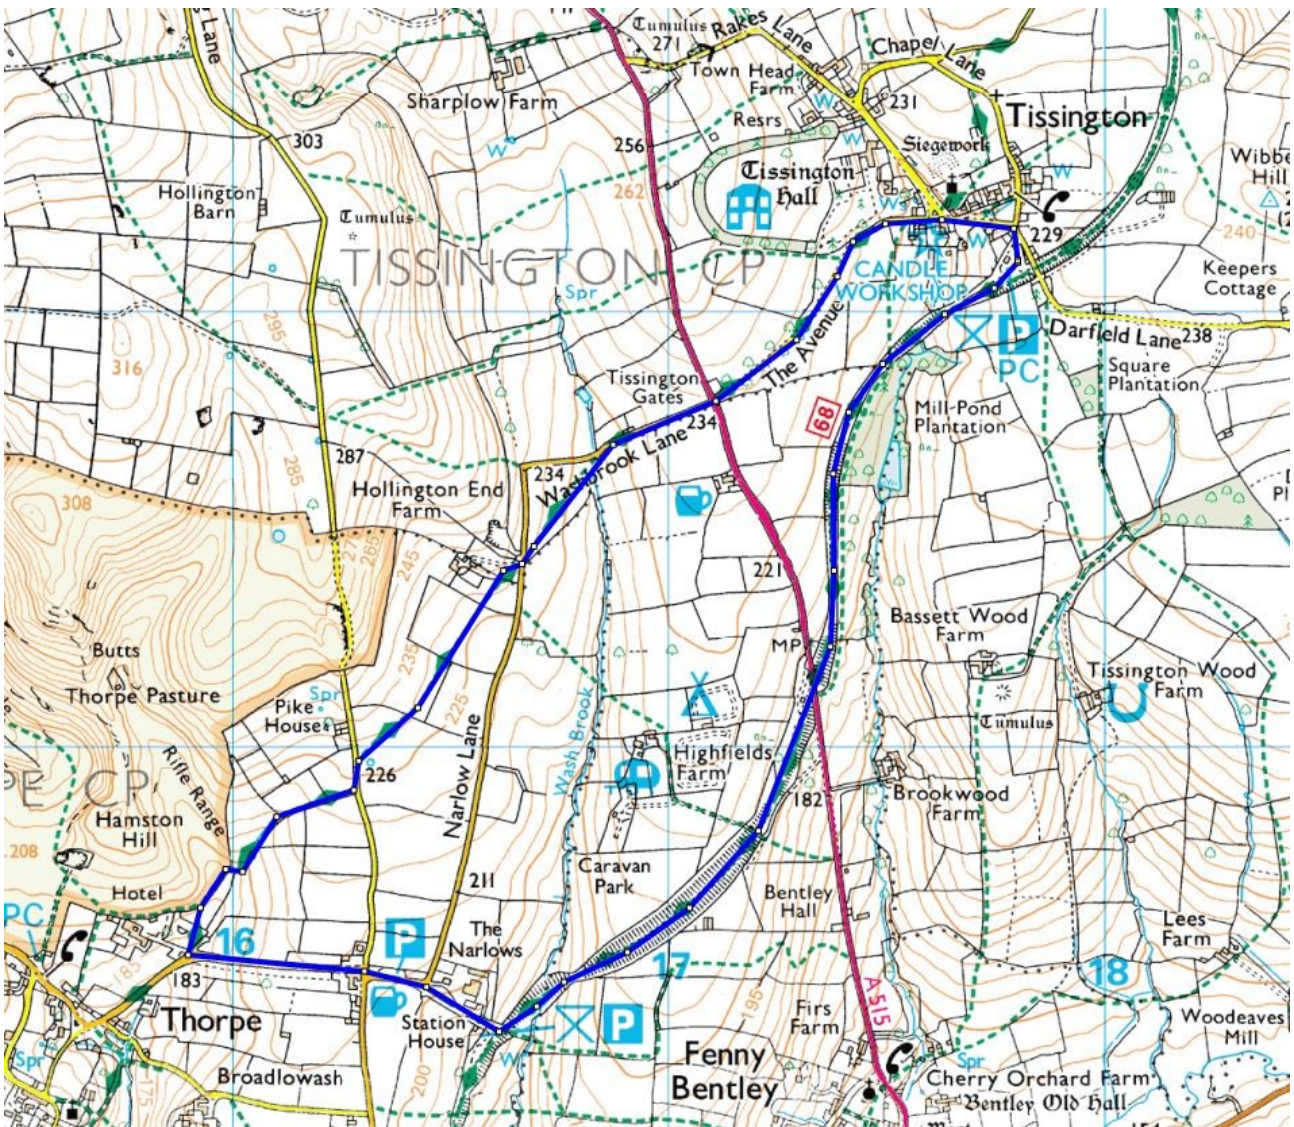 Lane
Tumulus
271
Rakes Lane
Chapel
Lane
Town Head
Farm
231
Tissington
Sharplow Farm
W
Resrs
W
303
256
W
Siegework
W
Wibbe
Hill
262
Tissington
Hall
Hollington
Barn
Tumulus
Ws
W
229
240
TISSINGTON CP
CANDLE
WORKSHOP
Keepers
Cottage
Spr
295
The Avenue
P
PC
Darfield Lane
238
316
Tissington
Gates
Square
Plantation
234
68
Mill-Pond
Plantation
287
234
Washbrook Lane
285
Hollington End
Farm
308
265
245
221
Butts
235
MP
Bassett Wood
Farm
Thorpe Pasture
Spr
225
Tissington Wood
Farm
Pike
House
Wash Brook
Tumulus
Rifle Range
226
Highfields
Farm
PE CP
Hamston
Hill
Narlow Lane
182
Brookwood
Farm
208
Caravan
Park
Hotel
211
Bentley
Hall
PC
16
P
The
Narlows
Lees
Farm
185
183
17
18
195
A515
Thorpe
Station
House
P
Firs
Farm
Woodeaves
Mill
Spr
W
Fenny
Bentley
Spr
175
Broadlowash
200
Cherry Orchard Farm
Bentley Old Hall